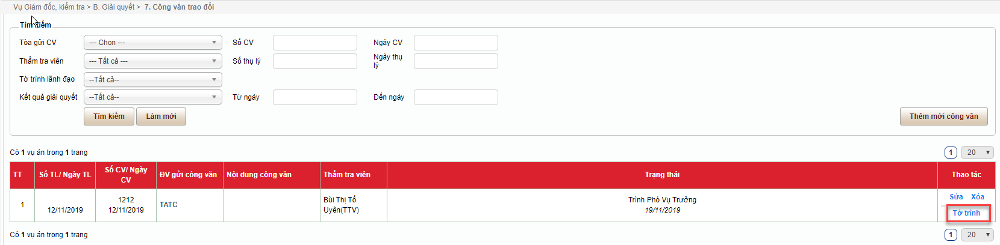 Vụ Giám đốc, kiểm tra > B. Giải quyết > 7. Công văn trao đổi
Tìm kiếm
Tòa gửi CV --- Chọn --- Số CV Ngày CV
Thẩm tra viên --- Tất cả --- Số thụ lý Ngày thụ lý
Tờ trình lãnh đạo --Tất cả--
Kết quả giải quyết --Tất cả-- Từ ngày Đến ngày
Tìm kiếm Làm mới Thêm mới công văn
Có 1 vụ án trong 1 trang 1 20
TT Số TL/ Ngày TL Số CV/ Ngày CV ĐV gửi công văn Nội dung công văn Thẩm tra viên Trạng thái Thao tác
1 12/11/2019 1212 12/11/2019 TATC Bùi Thị Tố Uyên(TTV) Trình Phó Vụ Trưởng 19/11/2019 Sửa Xóa
Tờ trình
Có 1 vụ án trong 1 trang 1 20